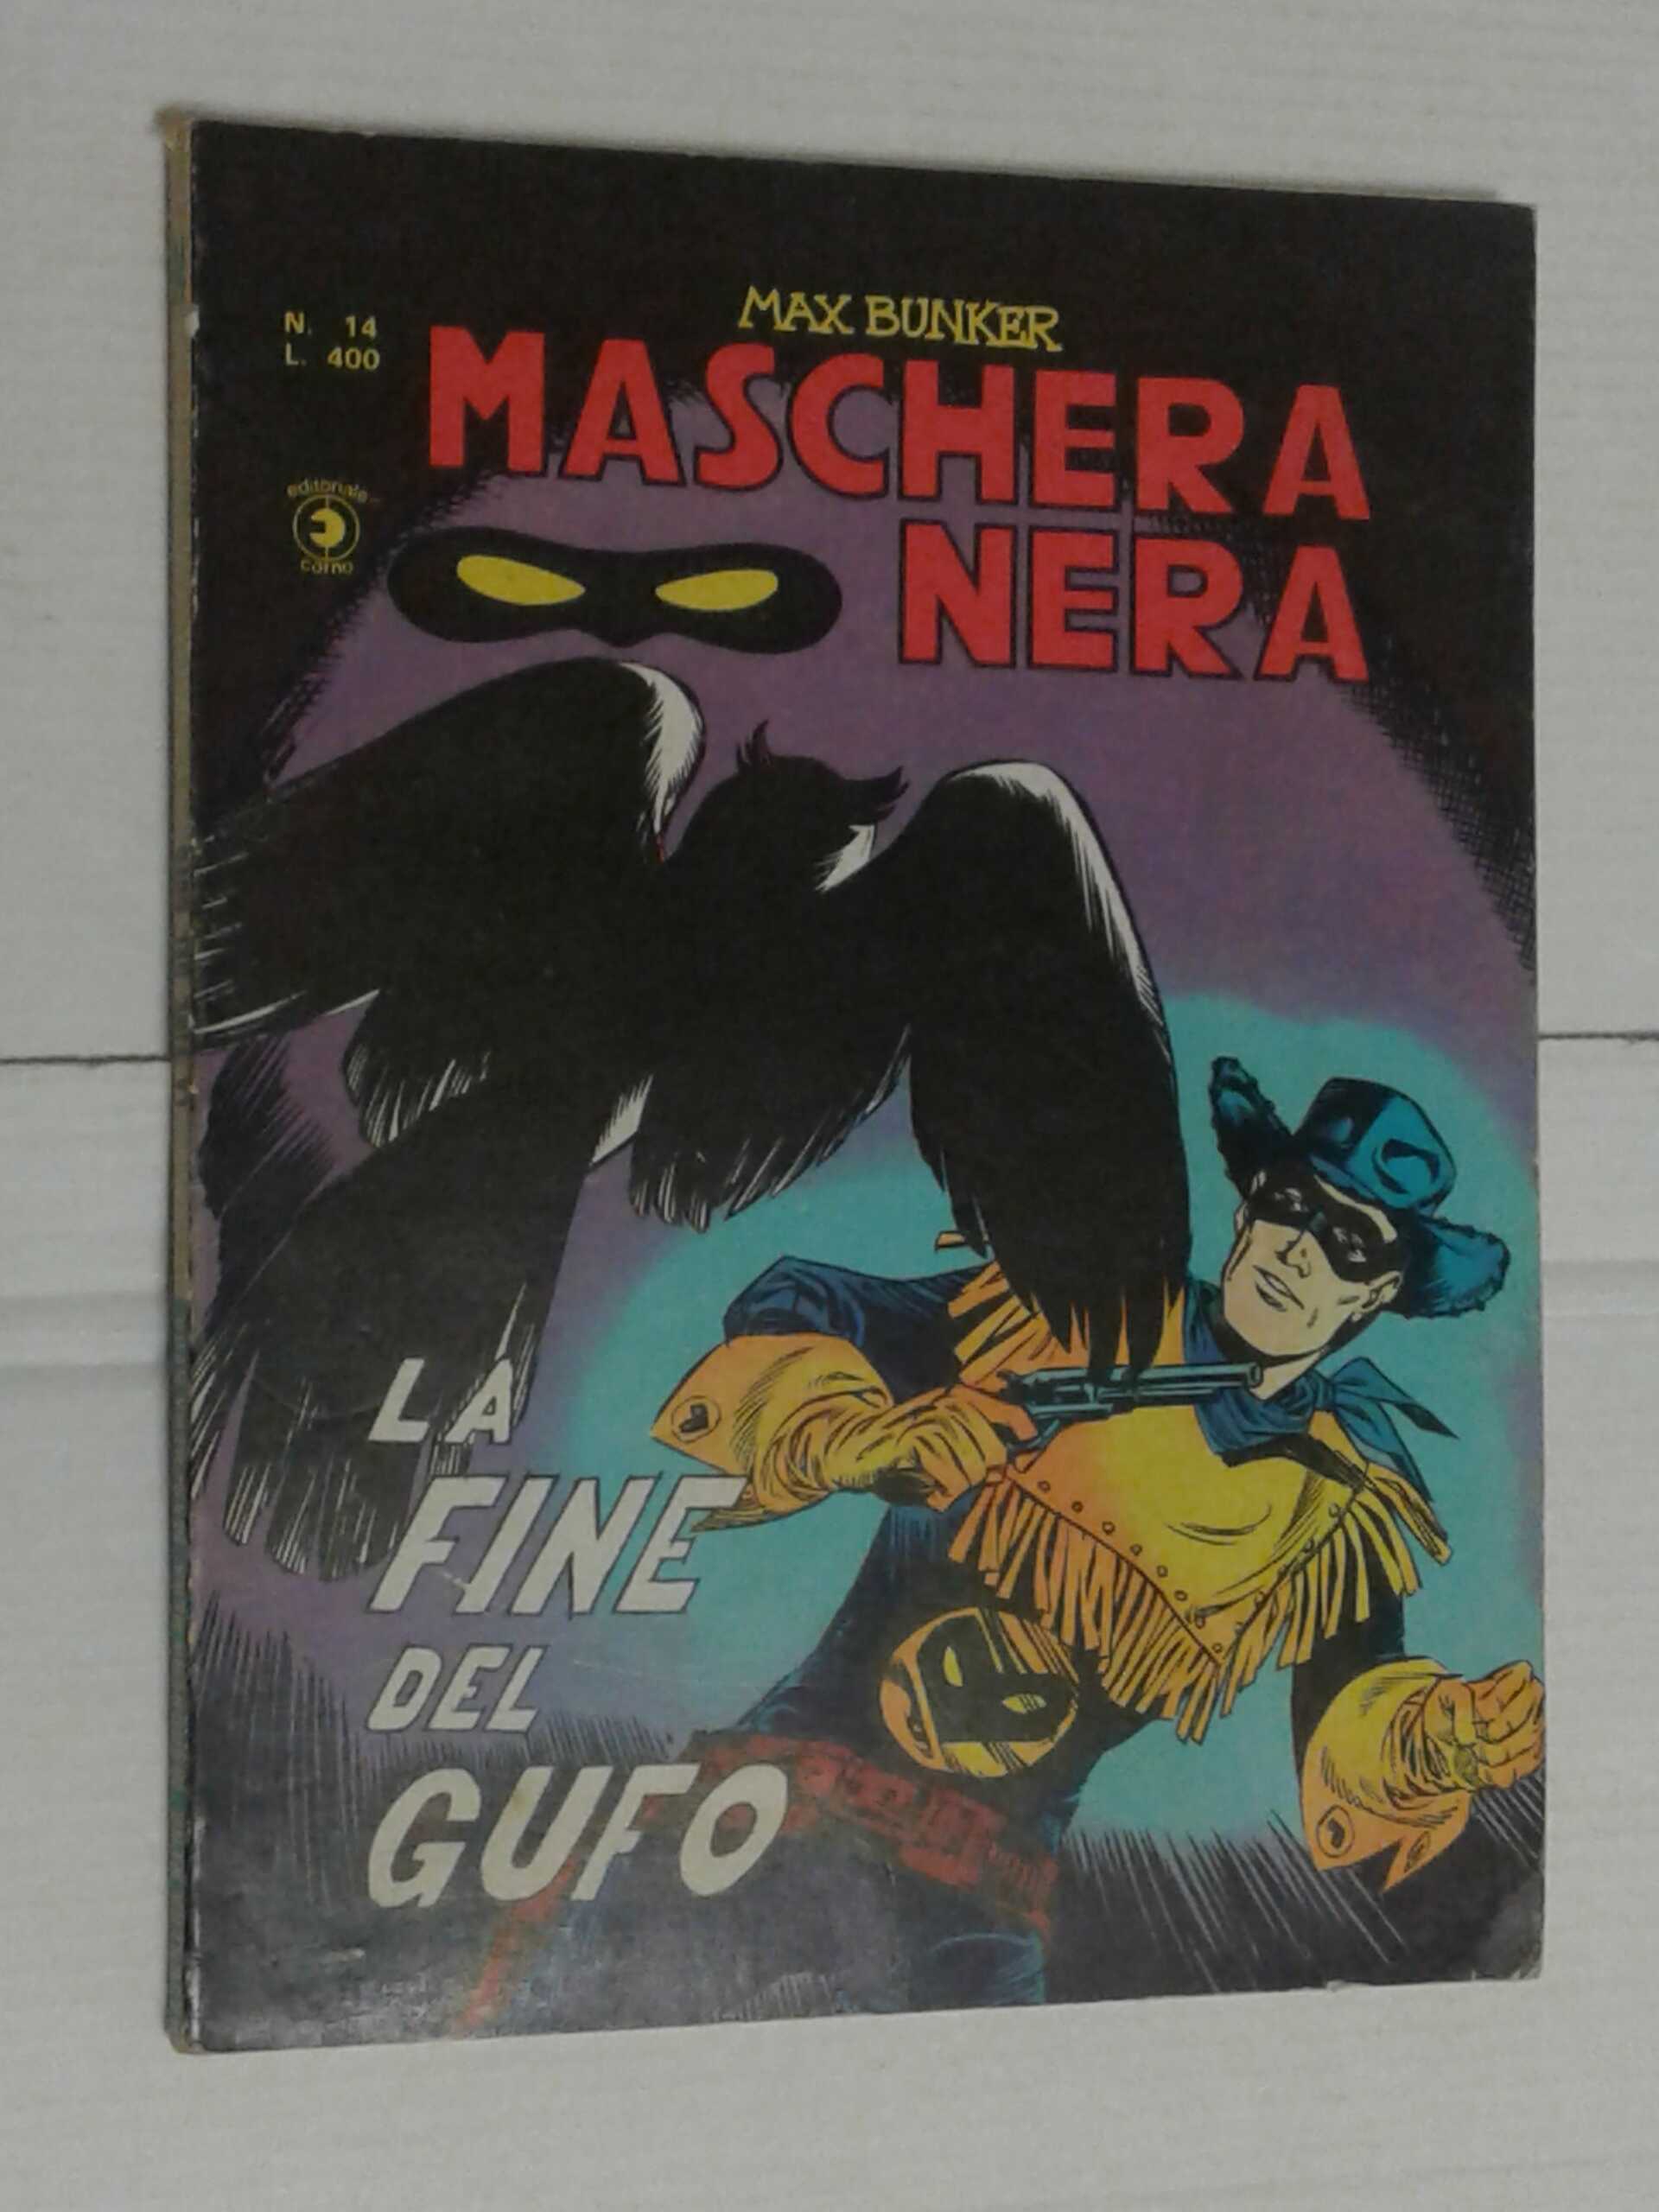 MAX BUNKER
N. 14
L. 400
MASCHERA
NERA
editoriale
corno
LA
FINE
DEL
GUFO